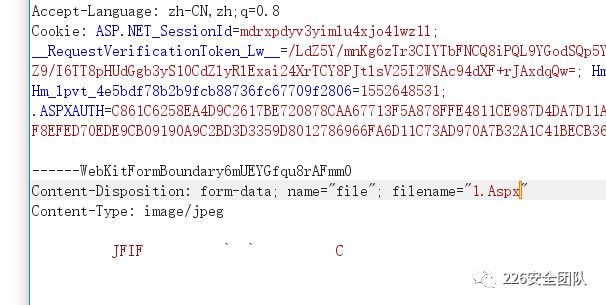 Accept-Language: zh-CN,zh;q=0.8
Cookie: ASP.NET_SessionId=mdrxpdyv3yimlu4xjo41wz1l;
__RequestVerificationToken_Lw__=/LdZ5Y/mnKg6zTr3CIYTbFNCQ8iPQL9YGodSQp5Y
Z9/I6TT8pHUdGgb3yS10CdZ1yR1Exai24XrTCY8PJt1sV25I2WSAc94dXF+rJAxdqQw=; Hm
Hm_lpvt_4e5bdf78b2b9fcb88736fc67709f2806=1552648531;
.ASPXAUTH=C861C6258EA4D9C2617BE720878CAA67713F5A878FFE4811CE987D4DA7D11A
F8EFED70EDE9CB09190A9C2BD3D3359D8012786966FA6D11C73AD970A7B32A1C41BECB36
------WebKitFormBoundary6mUEYGfqu8rAFmm0
Content-Disposition: form-data; name="file"; filename="1.Aspx"
Content-Type: image/jpeg
JFIF ` ` C
226安全团队